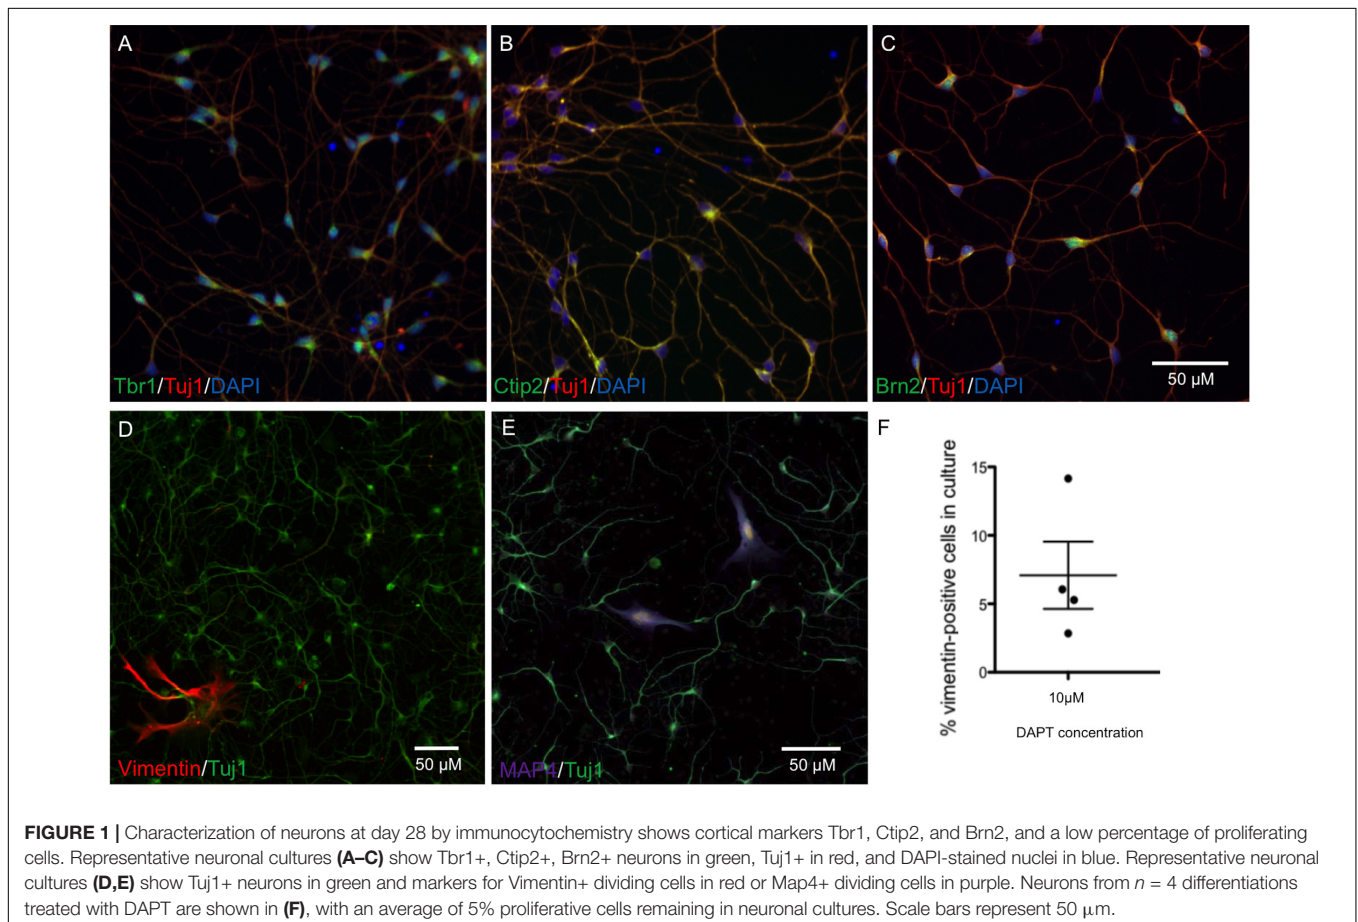 A
B
C
Tbr1/Tuj1/DAPI
Ctip2/Tuj1/DAPI
Brn2/Tuj1/DAPI
50 µM
D
E
F
Vimentin/Tuj1
50 µM
MAP4/Tuj1
50 µM
% vimentin-positive cells in culture
15
10
5
0
10µM
DAPT concentration
FIGURE 1 | Characterization of neurons at day 28 by immunocytochemistry shows cortical markers Tbr1, Ctip2, and Brn2, and a low percentage of proliferating
cells. Representative neuronal cultures (A–C) show Tbr1+, Ctip2+, Brn2+ neurons in green, Tuj1+ in red, and DAPI-stained nuclei in blue. Representative neuronal
cultures (D,E) show Tuj1+ neurons in green and markers for Vimentin+ dividing cells in red or Map4+ dividing cells in purple. Neurons from n = 4 differentiations
treated with DAPT are shown in (F), with an average of 5% proliferative cells remaining in neuronal cultures. Scale bars represent 50 µm.